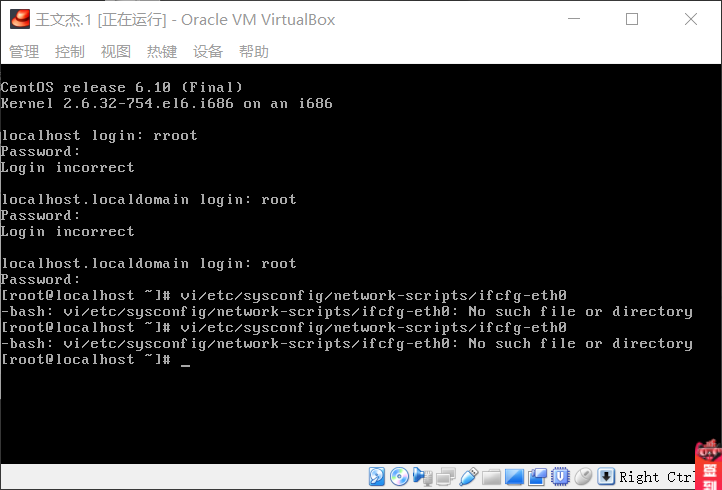 王文杰.1 [正在运行] - Oracle VM VirtualBox
管理 控制 视图 热键 设备 帮助
CentOS release 6.10 (Final)
Kernel 2.6.32-754.el6.i686 on an i686
localhost login: rroot
Password:
Login incorrect
localhost.localdomain login: root
Password:
Login incorrect
localhost.localdomain login: root
Password:
[root@localhost ~]# vi/etc/sysconfig/network-scripts/ifcfg-eth0
-bash: vi/etc/sysconfig/network-scripts/ifcfg-eth0: No such file or directory
[root@localhost ~]# vi/etc/sysconfig/network-scripts/ifcfg-eth0
-bash: vi/etc/sysconfig/network-scripts/ifcfg-eth0: No such file or directory
[root@localhost ~]# _
Right Ctrl
签到